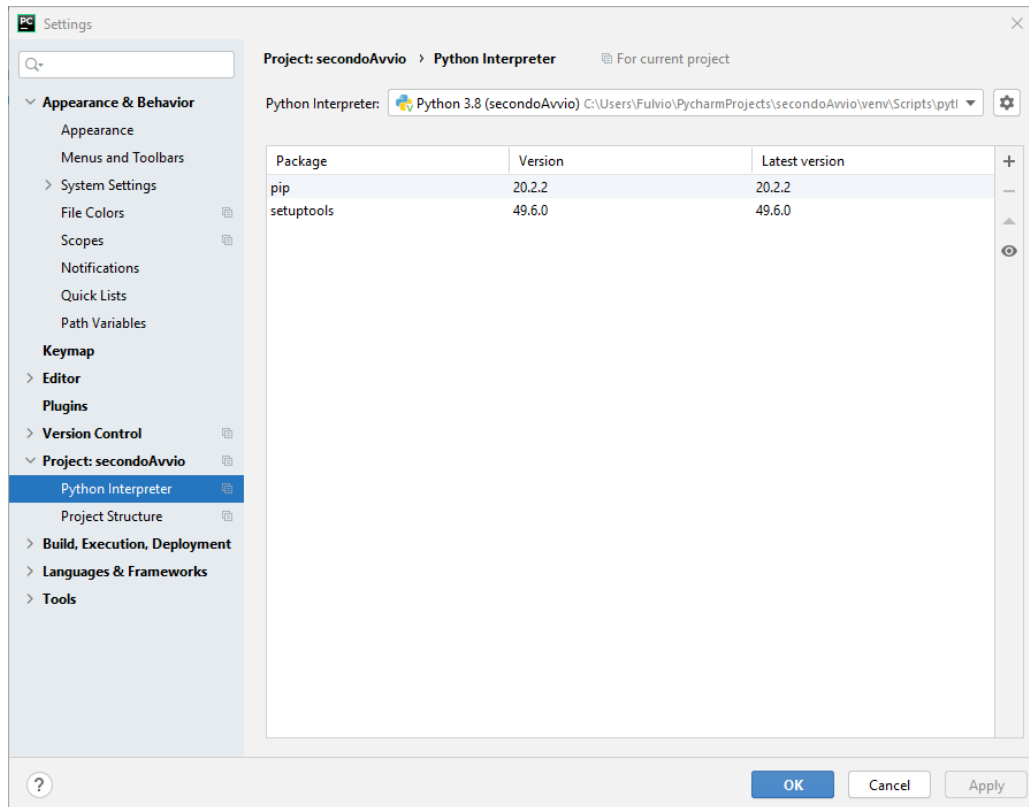 PC Settings
Project: secondoAvvio > Python Interpreter For current project
Python Interpreter: Python 3.8 (secondoAvvio) C:\Users\Fulvio\PycharmProjects\secondoAvvio\venv\Scripts\pytl
Appearance & Behavior
Appearance
Menus and Toolbars
System Settings
File Colors
Scopes
Notifications
Quick Lists
Path Variables
Keymap
Editor
Plugins
Version Control
Project: secondoAvvio
Python Interpreter
Project Structure
Build, Execution, Deployment
Languages & Frameworks
Tools
Package Version Latest version
pip 20.2.2 20.2.2
setuptools 49.6.0 49.6.0
? OK Cancel Apply